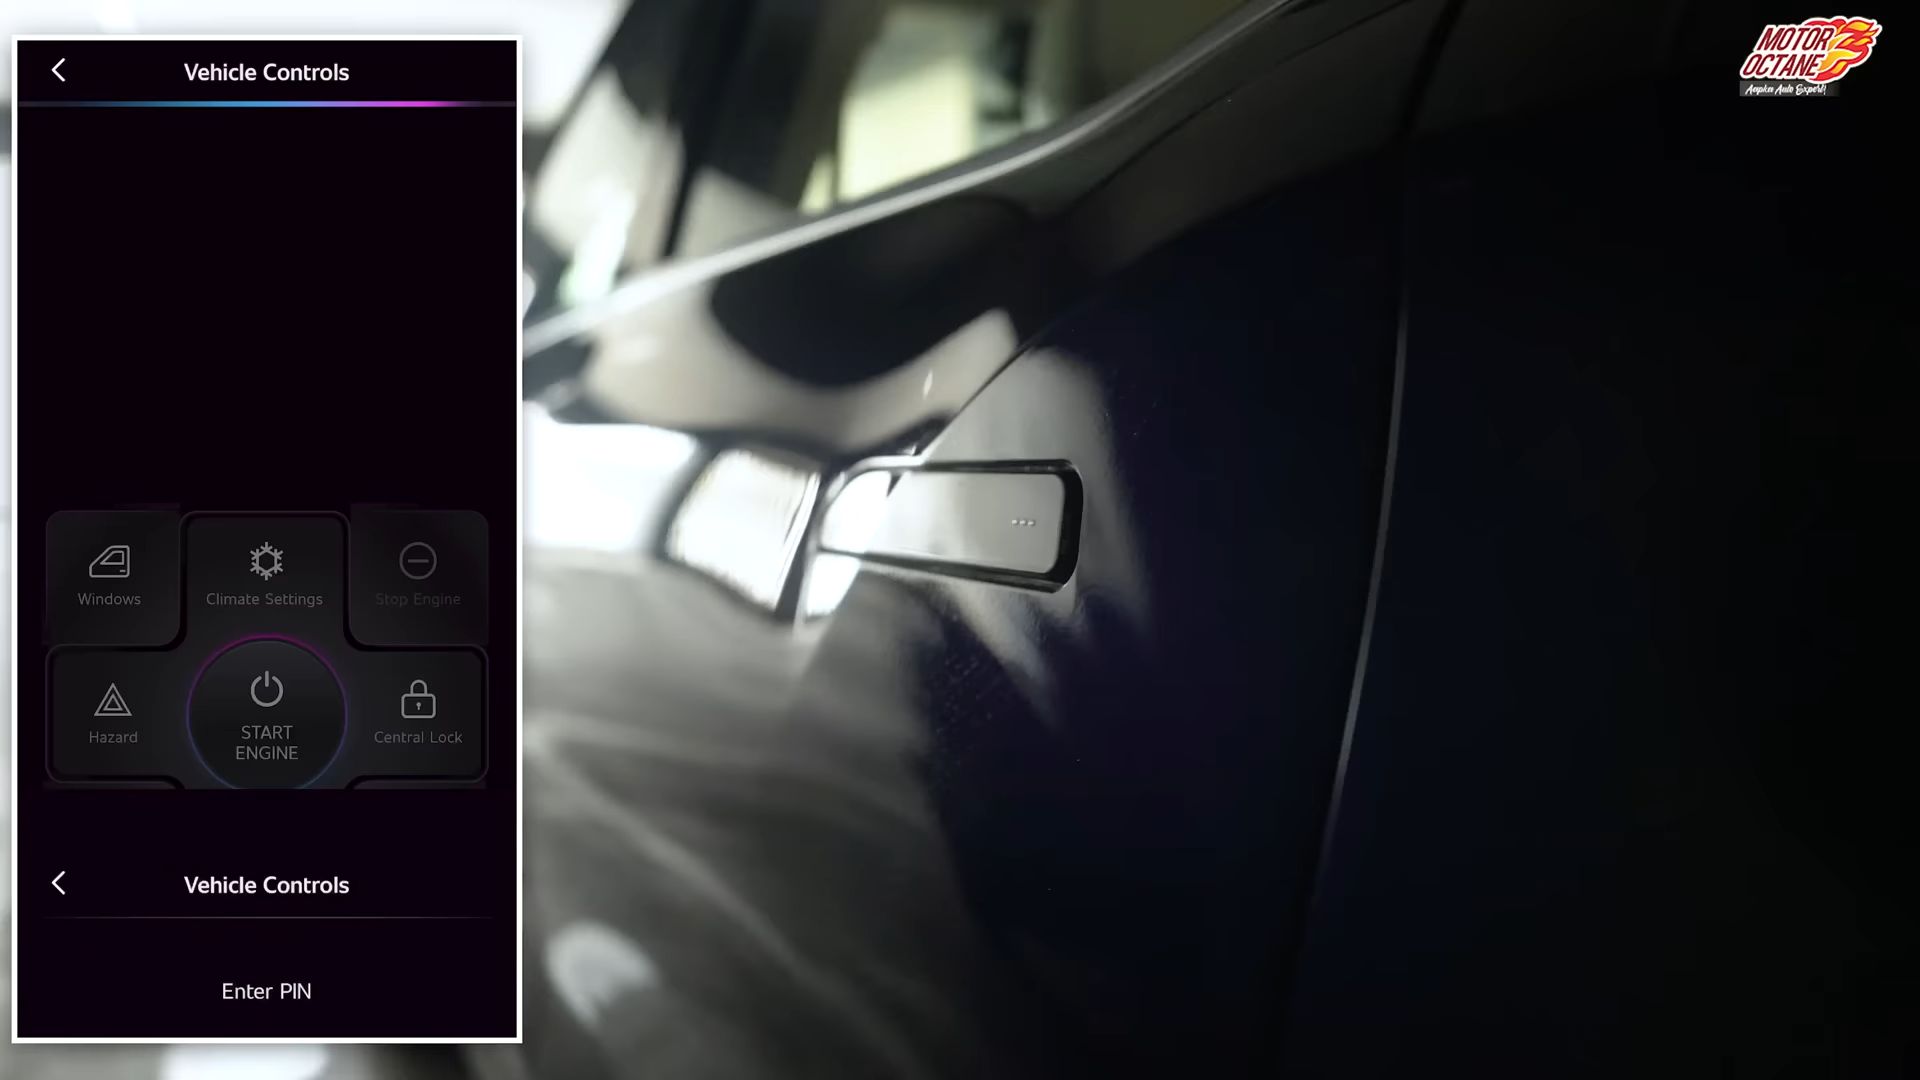 Vehicle Controls
Windows
Climate Settings
Stop Engine
Hazard
START
ENGINE
Central Lock
Vehicle Controls
Enter PIN
MOTOR
OCTANE
Aapka Auto Expert!